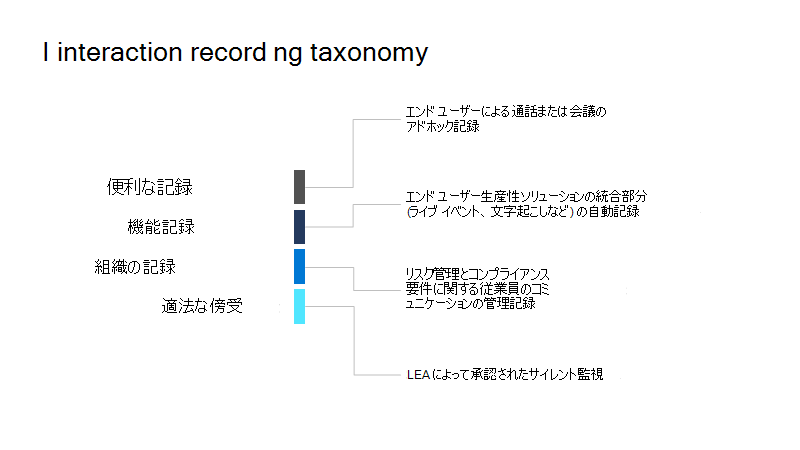 I interaction record ng taxonomy
エンド ユーザーによる通話または会議の
アドホック記録
便利な記録
エンド ユーザー生産性ソリューションの統合部分
(ライブ イベント、文字起こしなど) の自動記録
機能記録
組織の記録
リスク管理とコンプライアンス
要件に関する従業員のコミ
ュニケーションの管理記録
適法な傍受
LEA によって承認されたサイレント監視